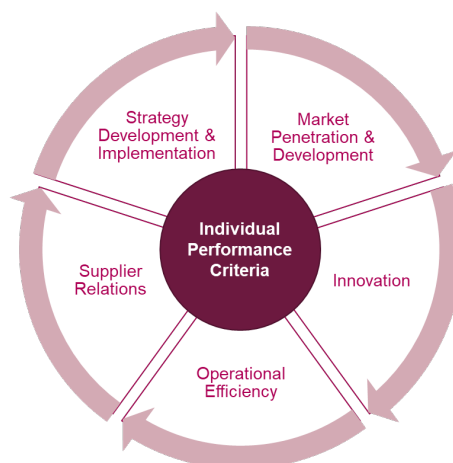 Strategy
Development &
Implementation
Market
Penetration &
Development
Individual
Performance
Criteria
Supplier
Relations
Innovation
Operational
Efficiency